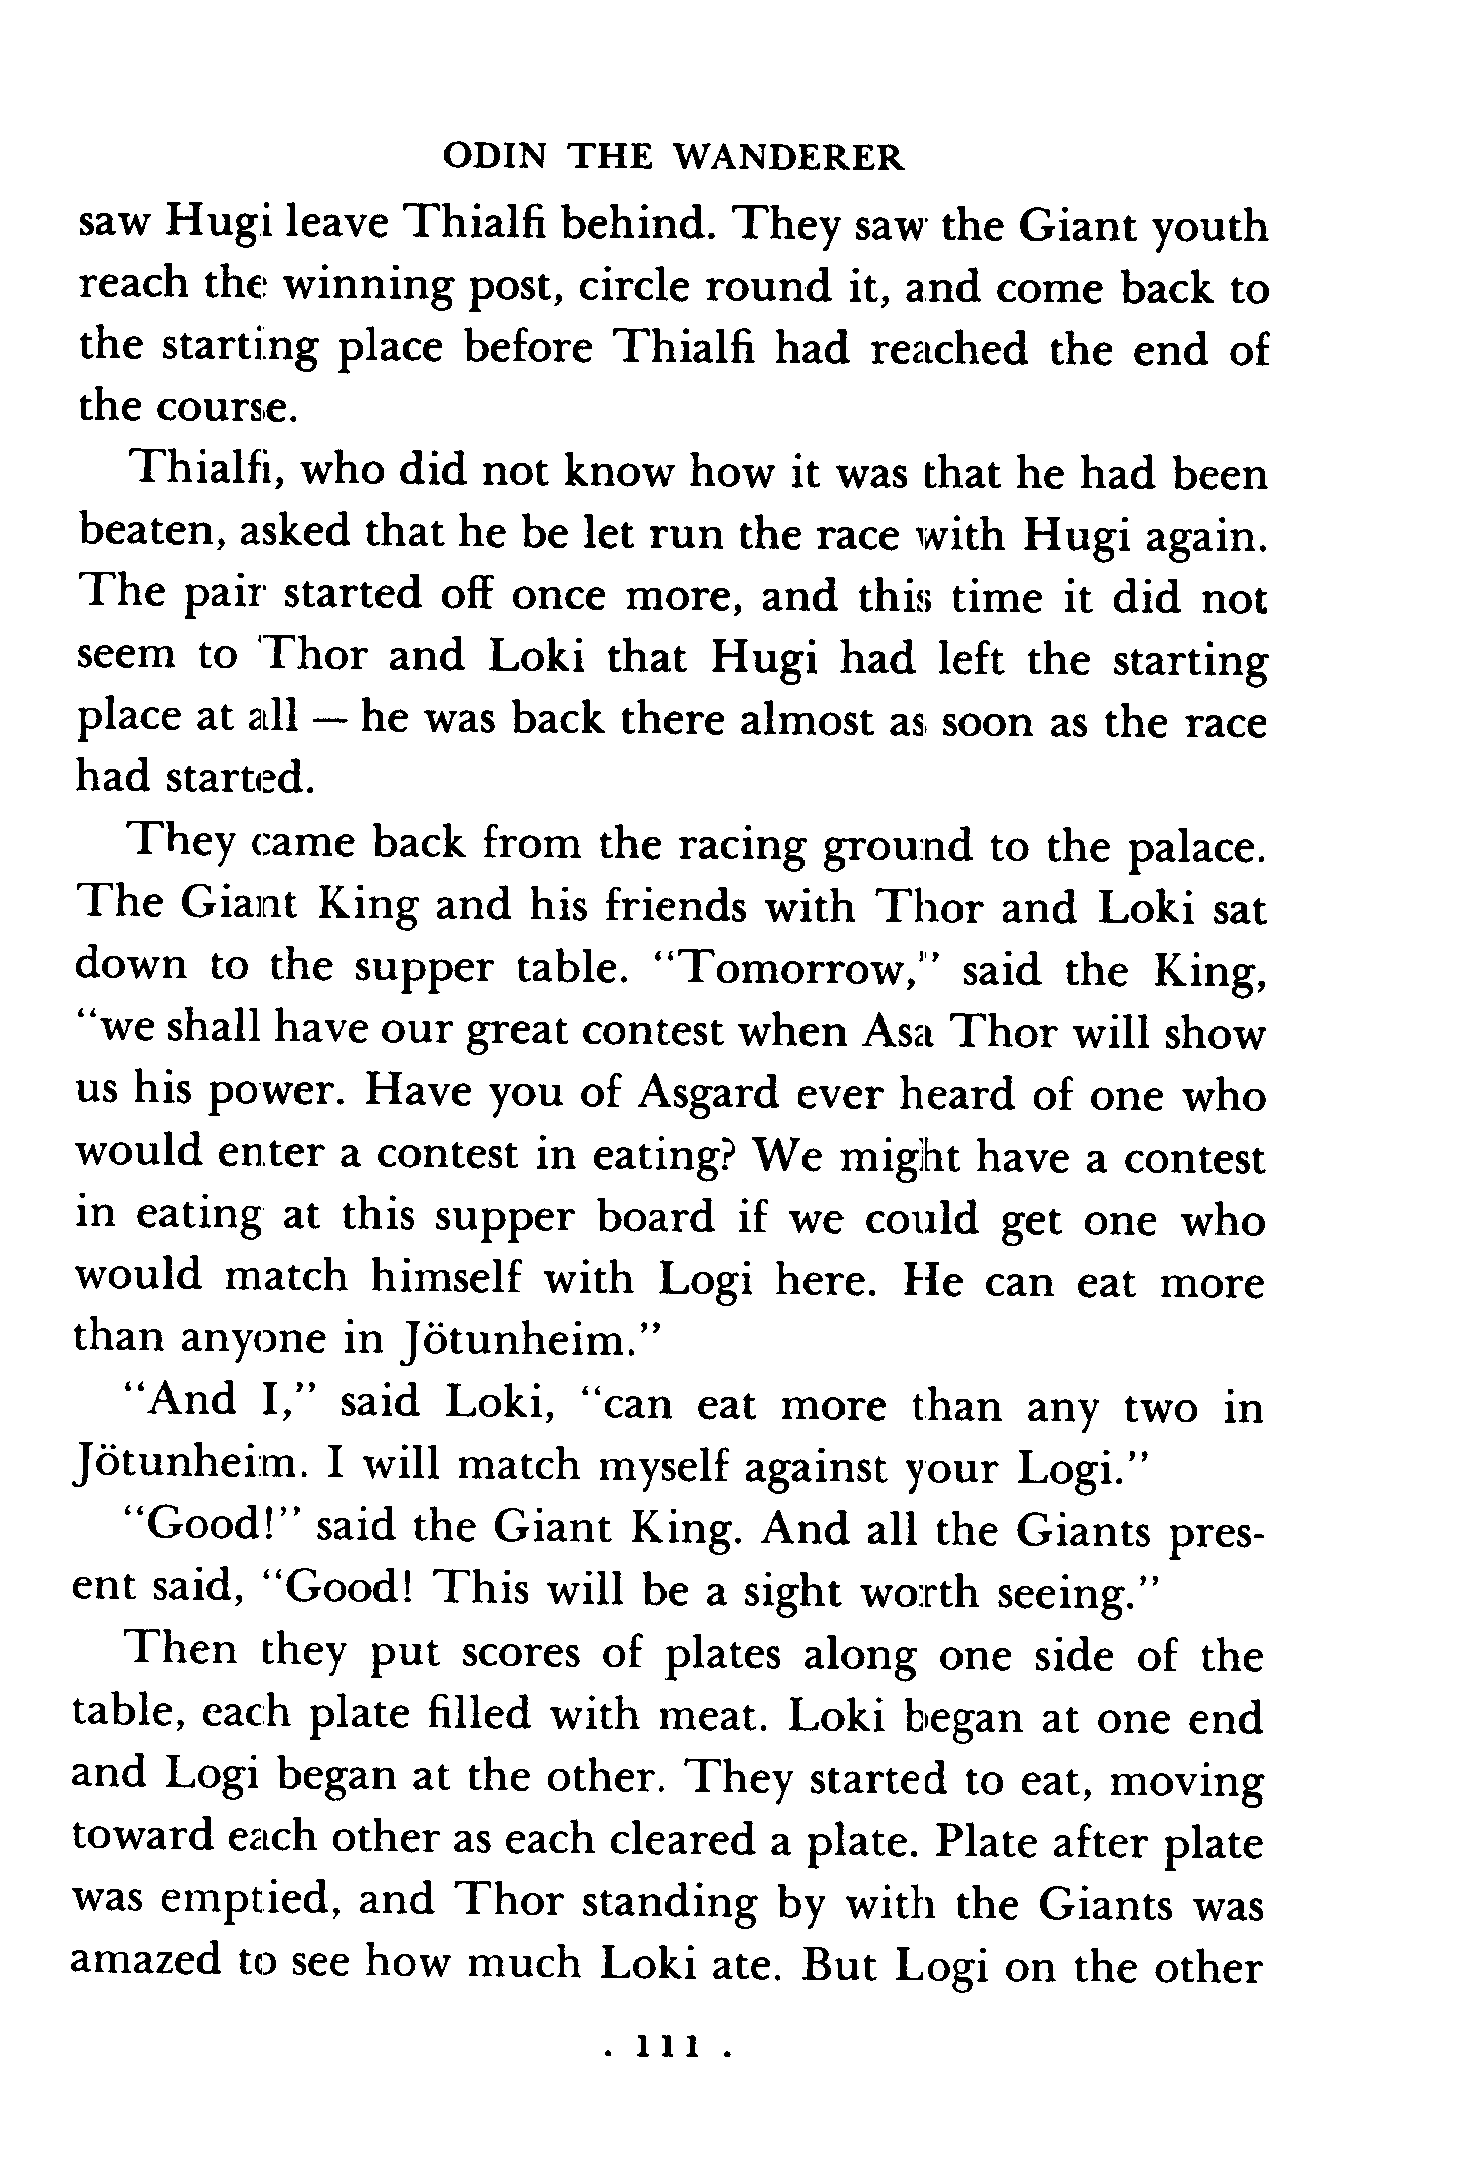 ODIN THE WANDERER
saw Hugi leave Thialfi behind. They saw the Giant youth
reach the winning post, circle round it, and come back to
the starting place before Thialfi had reached the end of
the course.
Thialfi, who did not know how it was that he had been
beaten, asked that he be let run the race with Hugi again.
The pair started off once more, and this time it did not
seem to Thor and Loki that Hugi had left the starting
place at all — he was back there almost as soon as the race
had started.
They came back from the racing ground to the palace.
The Giant King and his friends with Thor and Loki sat
down to the supper table. “Tomorrow,” said the King,
“we shall have our great contest when Asa Thor will show
us his power. Have you of Asgard ever heard of one who
would enter a contest in eating? We might have a contest
in eating at this supper board if we could get one who
would match himself with Logi here. He can eat more
than anyone in Jötunheim.”
“And I,” said Loki, “can eat more than any two in
Jötunheim. I will match myself against your Logi.”
“Good!” said the Giant King. And all the Giants pres-
ent said, “Good! This will be a sight worth seeing.”
Then they put scores of plates along one side of the
table, each plate filled with meat. Loki began at one end
and Logi began at the other. They started to eat, moving
toward each other as each cleared a plate. Plate after plate
was emptied, and Thor standing by with the Giants was
amazed to see how much Loki ate. But Logi on the other
. 111 .